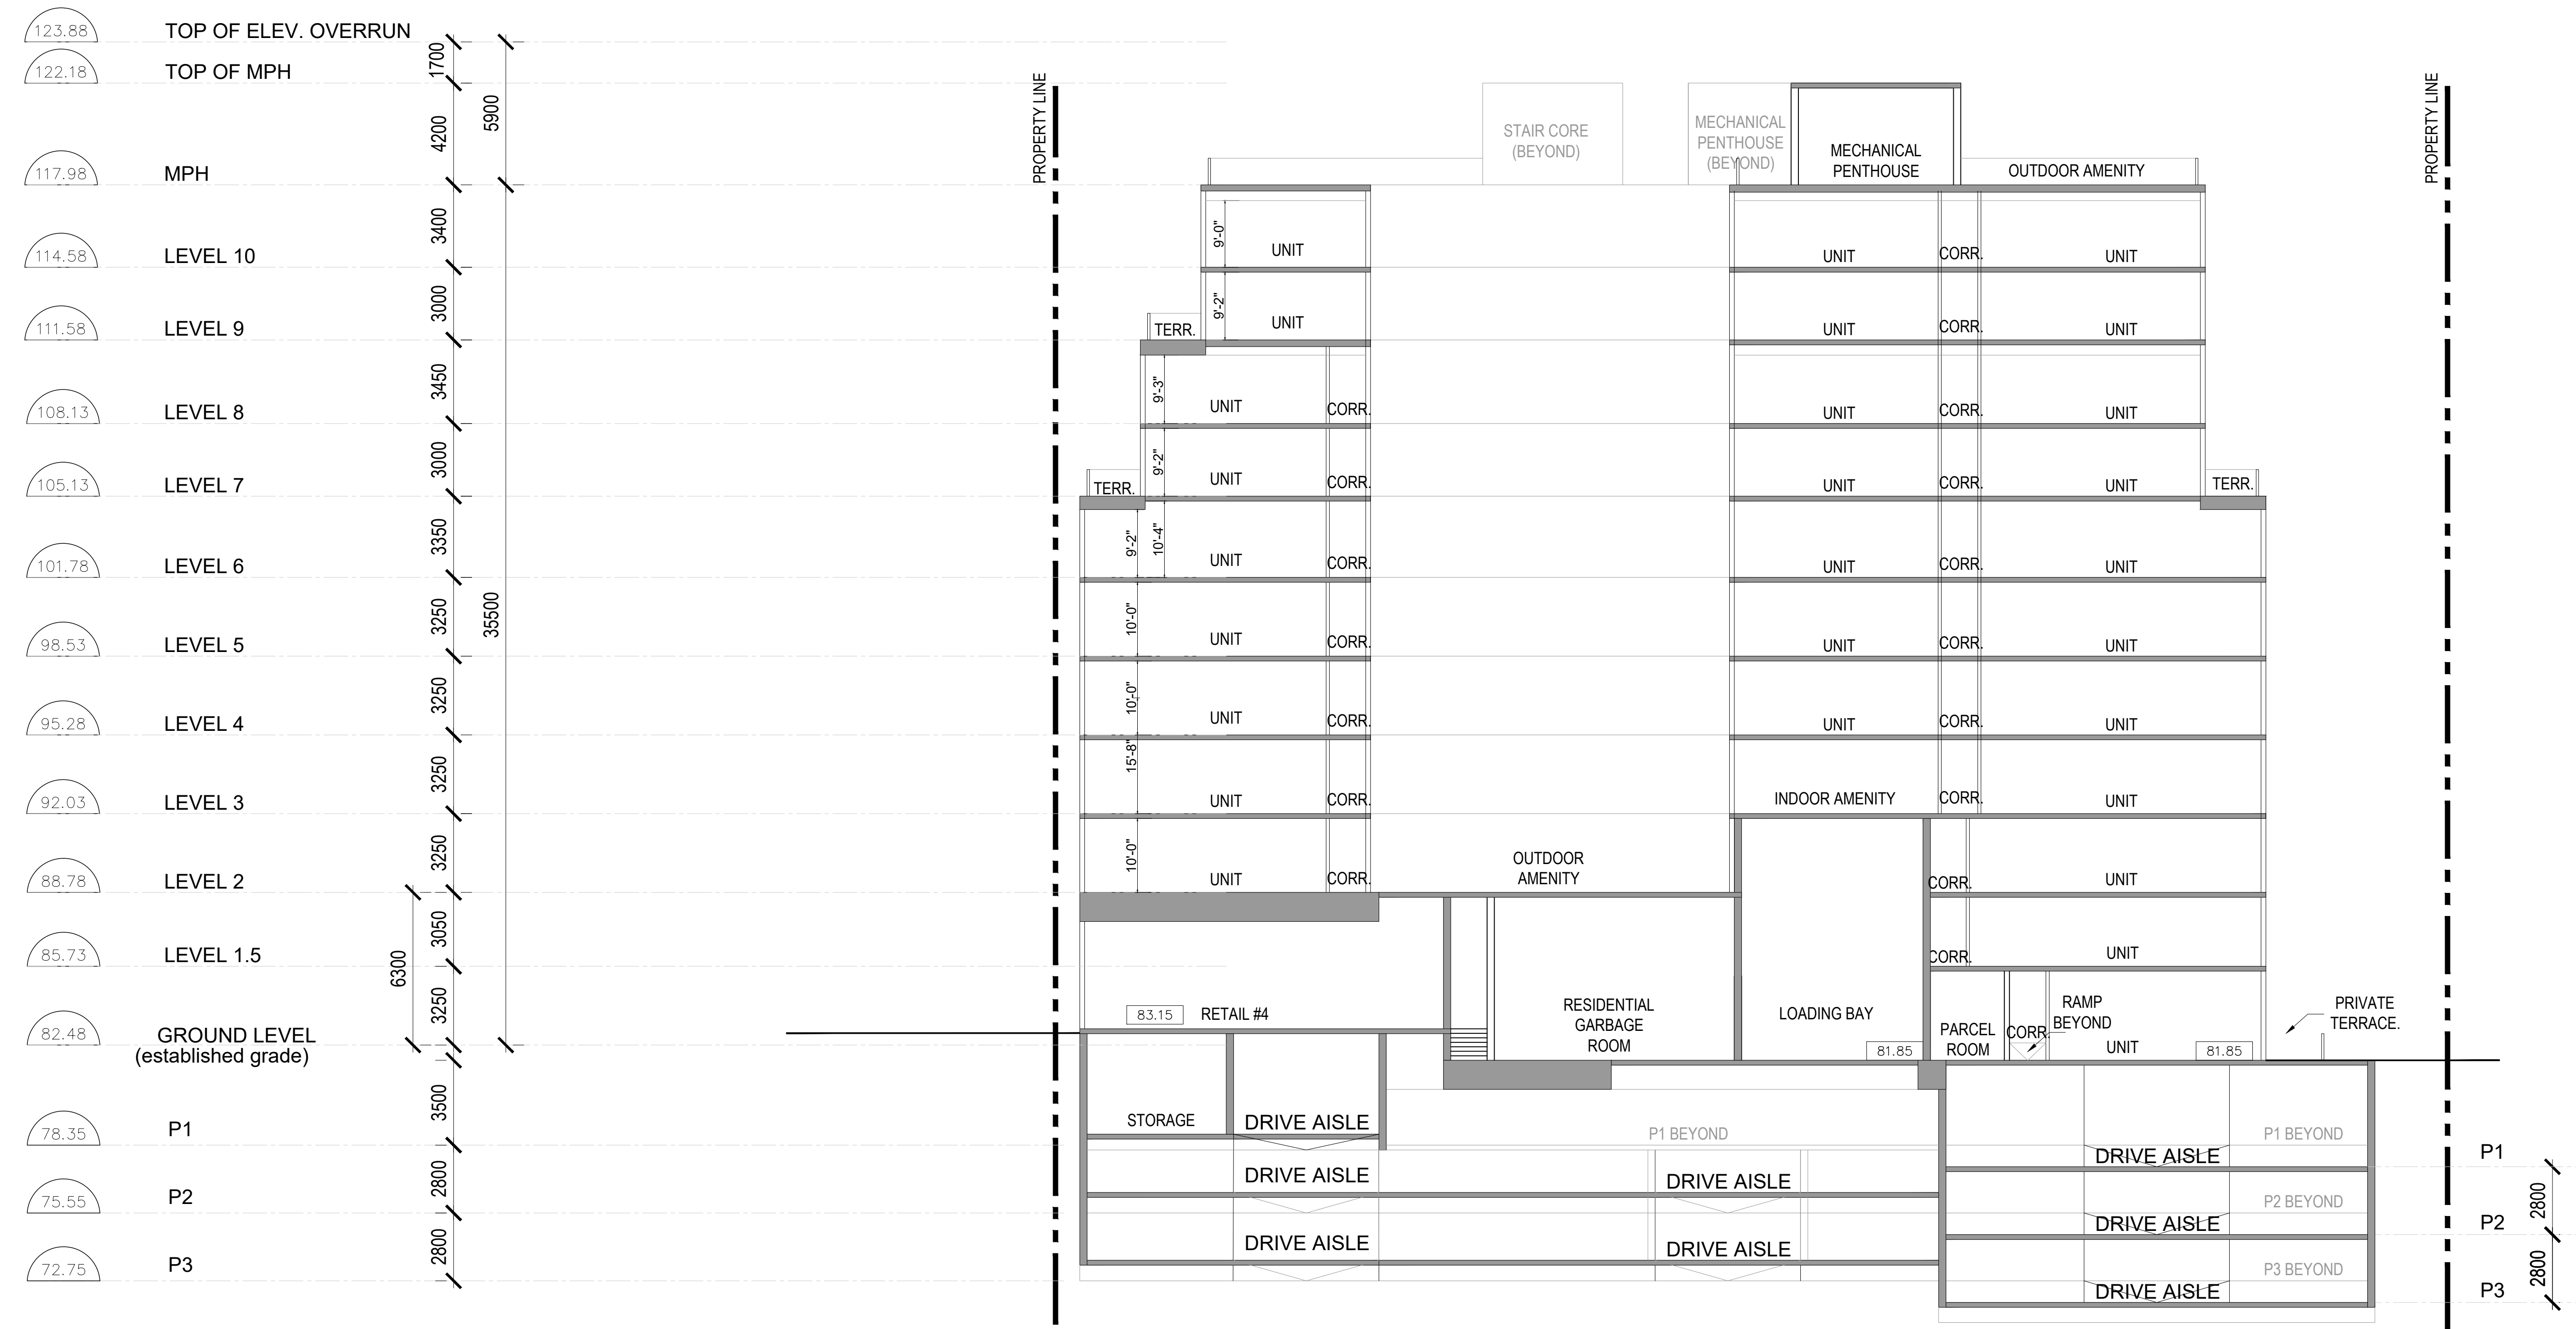 123.88 TOP OF ELEV. OVERRUN
1700
122.18 TOP OF MPH
4200
5900
117.98 MPH
3400
114.58 LEVEL 10
3000
111.58 LEVEL 9
3450
108.13 LEVEL 8
3000
105.13 LEVEL 7
3350
101.78 LEVEL 6
3250
35500
98.53 LEVEL 5
3250
95.28 LEVEL 4
3250
92.03 LEVEL 3
3250
88.78 LEVEL 2
3050
85.73 LEVEL 1.5
6300
3250
82.48 GROUND LEVEL
(established grade)
3500
78.35 P1
2800
75.55 P2
2800
72.75 P3
PROPERTY LINE
PROPERTY LINE
STAIR CORE
(BEYOND)
MECHANICAL
PENTHOUSE
(BEYOND)
MECHANICAL
PENTHOUSE
OUTDOOR AMENITY
9'-0" UNIT UNIT CORR. UNIT
9'-2" UNIT UNIT CORR. UNIT
TERR.
9'-3" UNIT CORR. UNIT CORR. UNIT
9'-2" UNIT CORR. UNIT CORR. UNIT
TERR. TERR.
9'-2" 10'-4" UNIT CORR. UNIT CORR. UNIT
10'-0" UNIT CORR. UNIT CORR. UNIT
10'-0" UNIT CORR. UNIT CORR. UNIT
15'-8" UNIT CORR. INDOOR AMENITY CORR. UNIT
10'-0" UNIT CORR. CORR. UNIT
OUTDOOR
AMENITY
CORR. UNIT
83.15 RETAIL #4
RESIDENTIAL
GARBAGE
ROOM
LOADING BAY
81.85
PARCEL
ROOM
CORR.
RAMP
BEYOND
UNIT
81.85
PRIVATE
TERRACE.
STORAGE DRIVE AISLE P1 BEYOND DRIVE AISLE P1 BEYOND P1
DRIVE AISLE DRIVE AISLE DRIVE AISLE P2 BEYOND P2
2800
DRIVE AISLE DRIVE AISLE DRIVE AISLE P3 BEYOND P3
2800